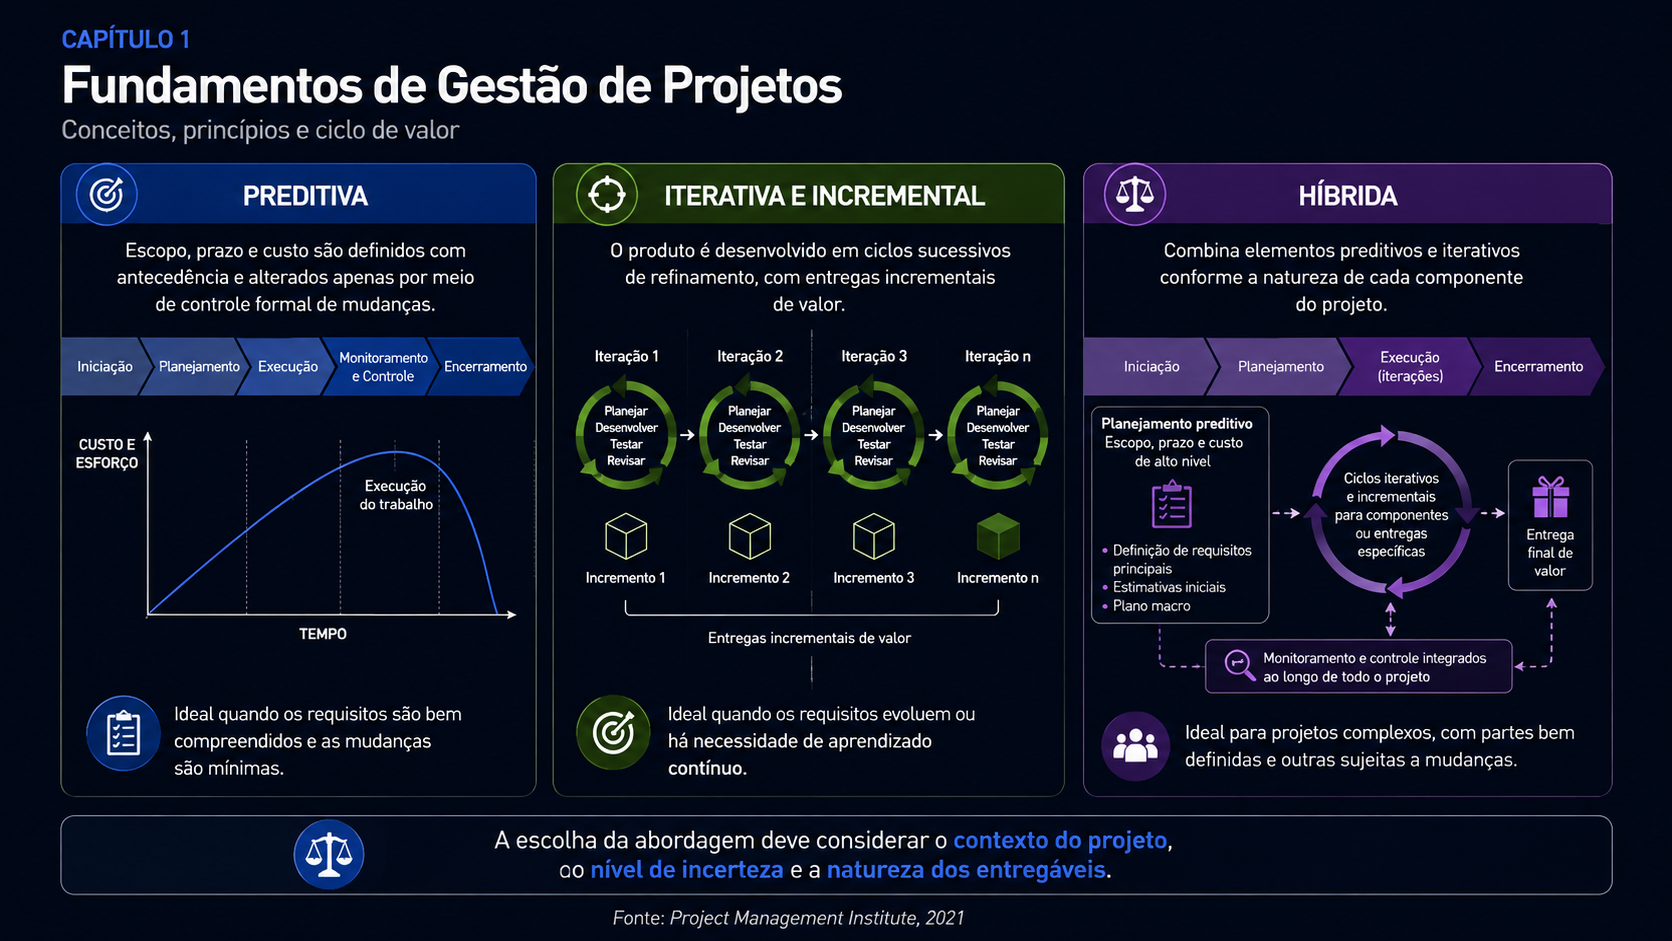 CAPÍTULO 1
Fundamentos de Gestão de Projetos
Conceitos, princípios e ciclo de valor
PREDITIVA
Escopo, prazo e custo são definidos com
antecedência e alterados apenas por meio
de controle formal de mudanças.
Iniciação
Planejamento
Execução
Monitoramento
e Controle
Encerramento
CUSTO E
ESFORÇO
Execução
do trabalho
TEMPO
Ideal quando os requisitos são bem
compreendidos e as mudanças
são mínimas.
ITERATIVA E INCREMENTAL
O produto é desenvolvido em ciclos sucessivos
de refinamento, com entregas incrementais
de valor.
Iteração 1
Iteração 2
Iteração 3
Iteração n
Planejar
Desenvolver
Testar
Revisar
Planejar
Desenvolver
Testar
Revisar
Planejar
Desenvolver
Testar
Revisar
Planejar
Desenvolver
Testar
Revisar
Incremento 1
Incremento 2
Incremento 3
Incremento n
Entregas incrementais de valor
Ideal quando os requisitos evoluem ou
há necessidade de aprendizado
contínuo.
HÍBRIDA
Combina elementos preditivos e iterativos
conforme a natureza de cada componente
do projeto.
Iniciação
Planejamento
Execução
(iterações)
Encerramento
Planejamento preditivo
Escopo, prazo e custo
de alto nivel
• Definição de requisitos
principais
• Estimativas iniciais
• Plano macro
Ciclos iterativos
e incrementais
para componentes
ou entregas
específicas
Entrega
final de
valor
Monitoramento e controle integrados
ao longo de todo o projeto
Ideal para projetos complexos, com partes bem
definidas e outras sujeitas a mudanças.
A escolha da abordagem deve considerar o contexto do projeto,
oo nível de incerteza e a natureza dos entregáveis.
Fonte: Project Management Institute, 2021